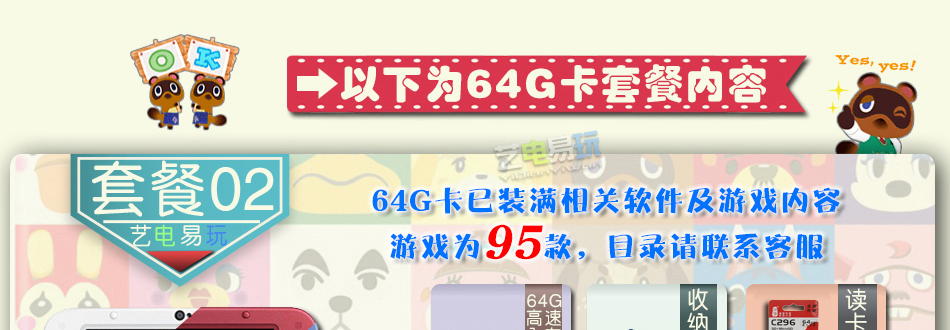 OK
➡以下为64G卡套餐内容
Yes, yes!
艺电易玩
套餐02
艺电易玩
64G卡已装满相关软件及游戏内容
游戏为95款，目录请联系客服
64G
高速
收纳
读卡
C296